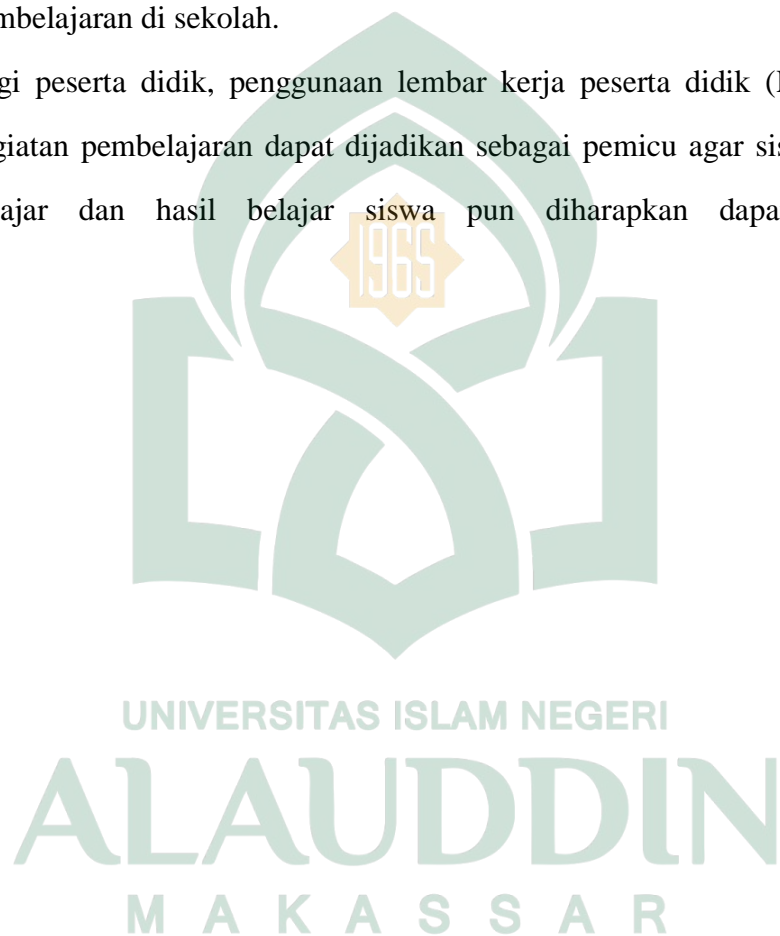 mbelajaran di sekolah.
gi peserta didik, penggunaan lembar kerja peserta didik (
giatan pembelajaran dapat dijadikan sebagai pemicu agar sis
ajar dan hasil belajar siswa pun diharapkan dapa
1965
UNIVERSITAS ISLAM NEGERI
ALAUDDIN
MAKASSAR